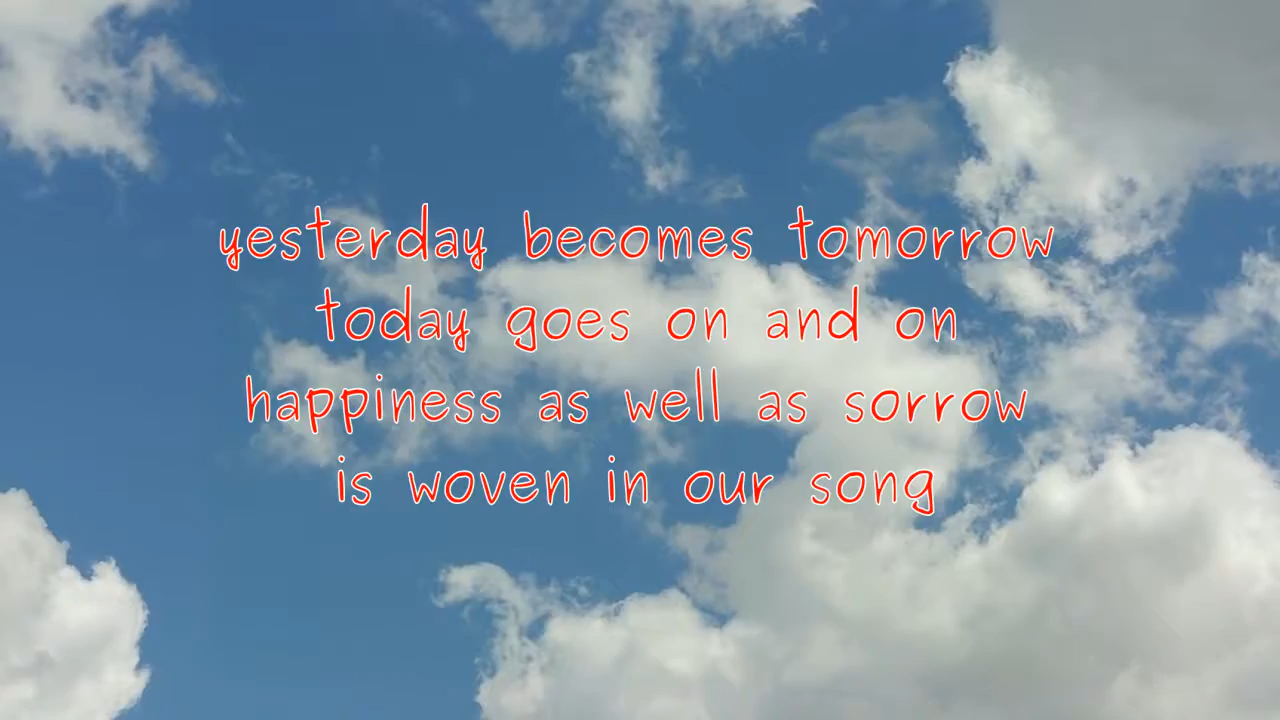 yesterday becomes tomorrow
today goes on and on
happiness as well as sorrow
is woven in our song